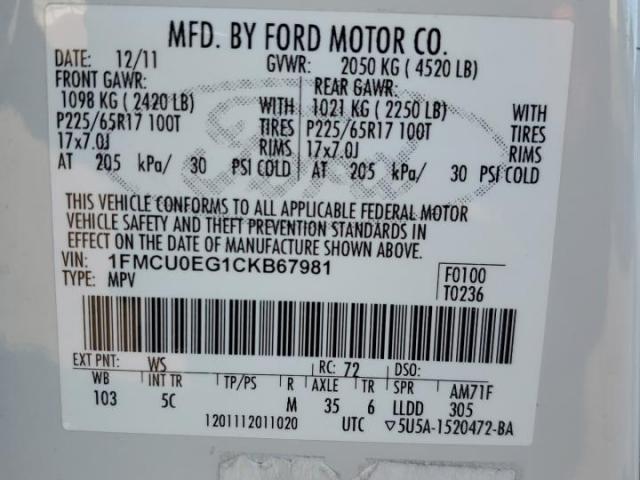 MFD. BY FORD MOTOR CO.
DATE: 12/11 GVWR: 2050 KG ( 4520 LB)
FRONT GAWR: REAR GAWR:
1098 KG ( 2420 LB) WITH 1021 KG ( 2250 LB) WITH
P225/65R17 100T TIRES P225/65R17 100T TIRES
17x7.0J RIMS 17x7.0J RIMS
AT 205 kPa/ 30 PSI COLD AT 205 kPa/ 30 PSI COLD
Ford
THIS VEHICLE CONFORMS TO ALL APPLICABLE FEDERAL MOTOR
VEHICLE SAFETY AND THEFT PREVENTION STANDARDS IN
EFFECT ON THE DATE OF MANUFACTURE SHOWN ABOVE.
VIN: 1FMCU0EG1CKB67981 F0100
TYPE: MPV T0236
EXT PNT: WS RC: 72 DSO:
WB INT TR TP/PS R AXLE TR SPR AM71F
103 5C M 35 6 LLDD 305
1201112011020 UTC ▽5U5A-1520472-BA